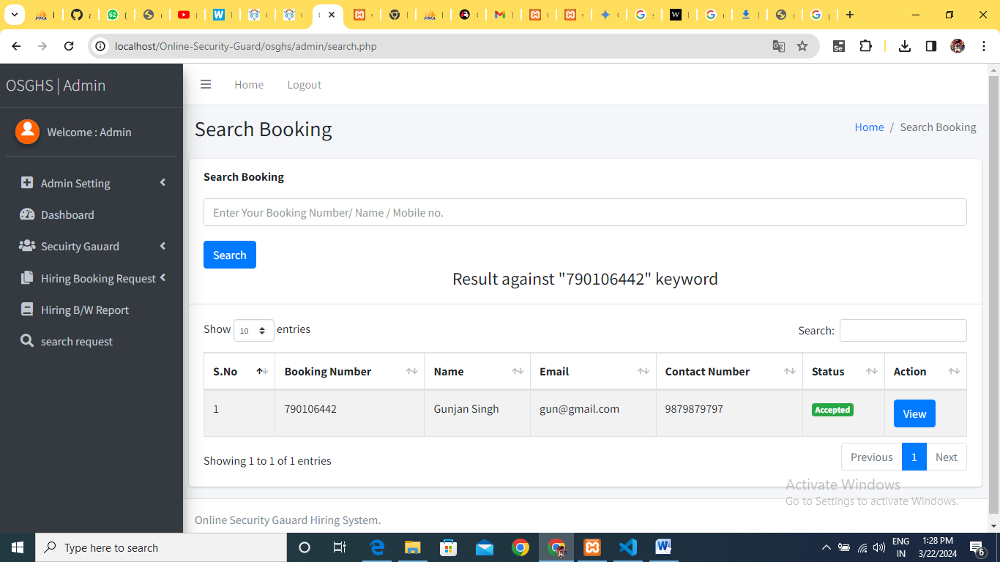 62
localhost/Online-Security-Guard/osghs/admin/search.php
OSGHS | Admin
Home Logout
Welcome : Admin
Search Booking
Home / Search Booking
Admin Setting
Dashboard
Secuirty Gauard
Hiring Booking Request
Hiring B/W Report
search request
Search Booking
Enter Your Booking Number/ Name / Mobile no.
Search
Result against "790106442" keyword
Show 10 entries
Search:
S.No Booking Number Name Email Contact Number Status Action
1 790106442 Gunjan Singh gun@gmail.com 9879879797 Accepted View
Showing 1 to 1 of 1 entries
Previous 1 Next
Activate Windows
Go to Settings to activate Windows.
Online Security Gauard Hiring System.
Type here to search
ENG
IN
1:28 PM
3/22/2024
6